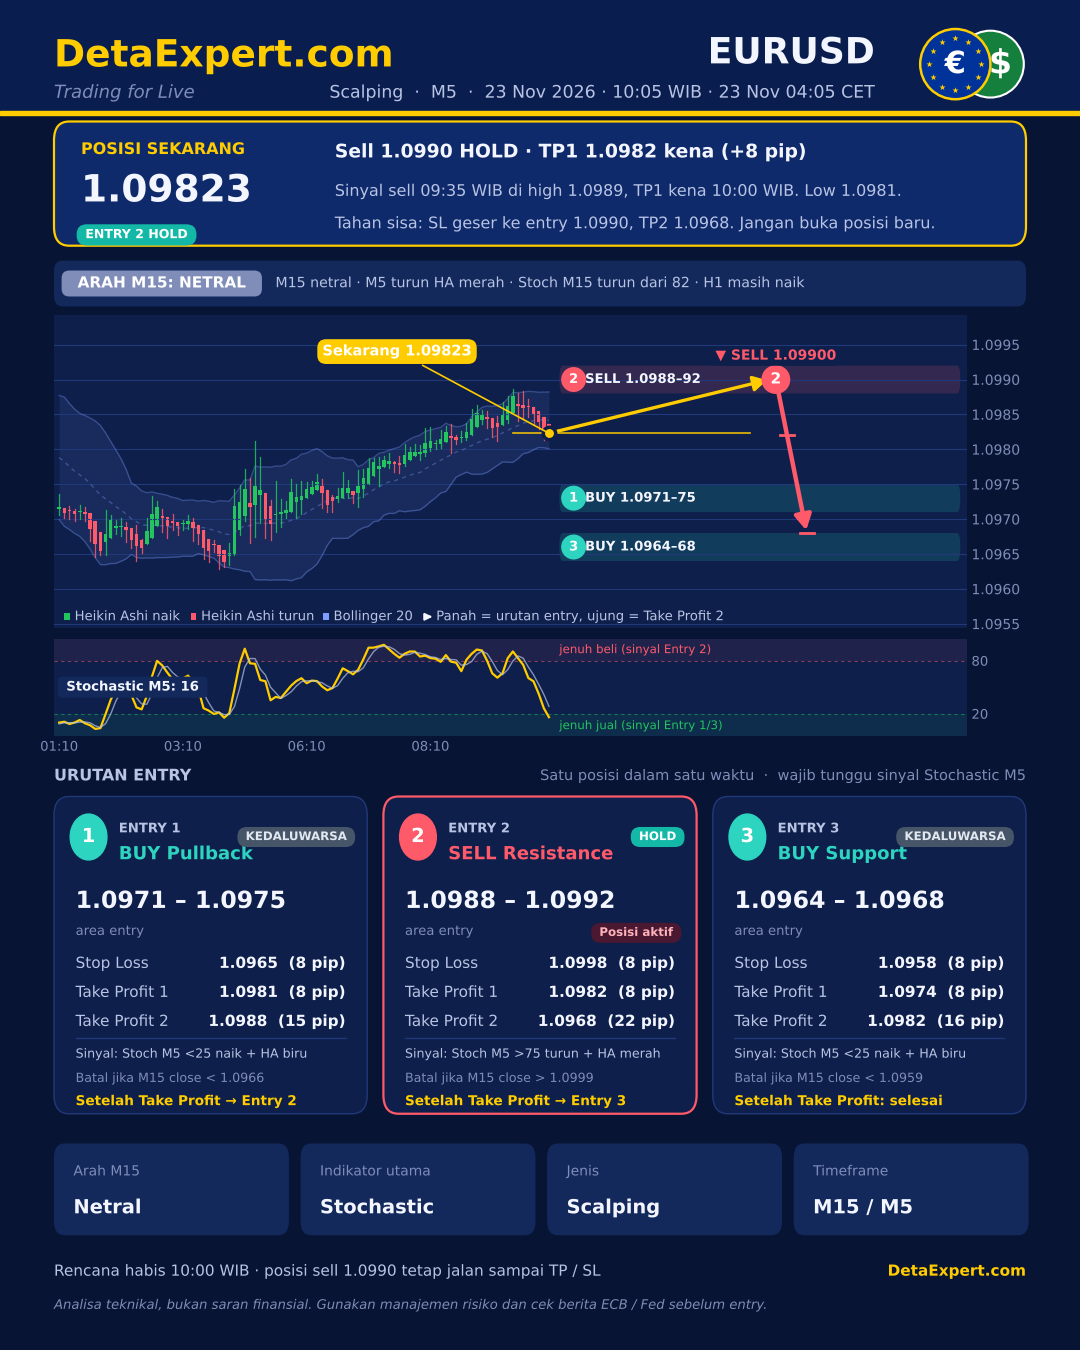 DetaExpert.com
EURUSD
€ $
Trading for Live
Scalping · M5 · 23 Nov 2026 · 10:05 WIB · 23 Nov 04:05 CET
POSISI SEKARANG
1.09823
ENTRY 2 HOLD
Sell 1.0990 HOLD · TP1 1.0982 kena (+8 pip)
Sinyal sell 09:35 WIB di high 1.0989, TP1 kena 10:00 WIB. Low 1.0981.
Tahan sisa: SL geser ke entry 1.0990, TP2 1.0968. Jangan buka posisi baru.
ARAH M15: NETRAL
M15 netral · M5 turun HA merah · Stoch M15 turun dari 82 · H1 masih naik
Sekarang 1.09823
▼ SELL 1.09900
2 SELL 1.0988–92
2
1 BUY 1.0971–75
3 BUY 1.0964–68
1.0995
1.0990
1.0985
1.0980
1.0975
1.0970
1.0965
1.0960
1.0955
Heikin Ashi naik
Heikin Ashi turun
Bollinger 20
Panah = urutan entry, ujung = Take Profit 2
jenuh beli (sinyal Entry 2)
80
Stochastic M5: 16
20
jenuh jual (sinyal Entry 1/3)
01:10 03:10 06:10 08:10
URUTAN ENTRY
Satu posisi dalam satu waktu · wajib tunggu sinyal Stochastic M5
1
ENTRY 1
KEDALUWARSA
BUY Pullback
1.0971 – 1.0975
area entry
Stop Loss 1.0965 (8 pip)
Take Profit 1 1.0981 (8 pip)
Take Profit 2 1.0988 (15 pip)
Sinyal: Stoch M5 <25 naik + HA biru
Batal jika M15 close < 1.0966
Setelah Take Profit → Entry 2
2
ENTRY 2
HOLD
SELL Resistance
1.0988 – 1.0992
area entry
Posisi aktif
Stop Loss 1.0998 (8 pip)
Take Profit 1 1.0982 (8 pip)
Take Profit 2 1.0968 (22 pip)
Sinyal: Stoch M5 >75 turun + HA merah
Batal jika M15 close > 1.0999
Setelah Take Profit → Entry 3
3
ENTRY 3
KEDALUWARSA
BUY Support
1.0964 – 1.0968
area entry
Stop Loss 1.0958 (8 pip)
Take Profit 1 1.0974 (8 pip)
Take Profit 2 1.0982 (16 pip)
Sinyal: Stoch M5 <25 naik + HA biru
Batal jika M15 close < 1.0959
Setelah Take Profit: selesai
Arah M15
Netral
Indikator utama
Stochastic
Jenis
Scalping
Timeframe
M15 / M5
Rencana habis 10:00 WIB · posisi sell 1.0990 tetap jalan sampai TP / SL
DetaExpert.com
Analisa teknikal, bukan saran finansial. Gunakan manajemen risiko dan cek berita ECB / Fed sebelum entry.